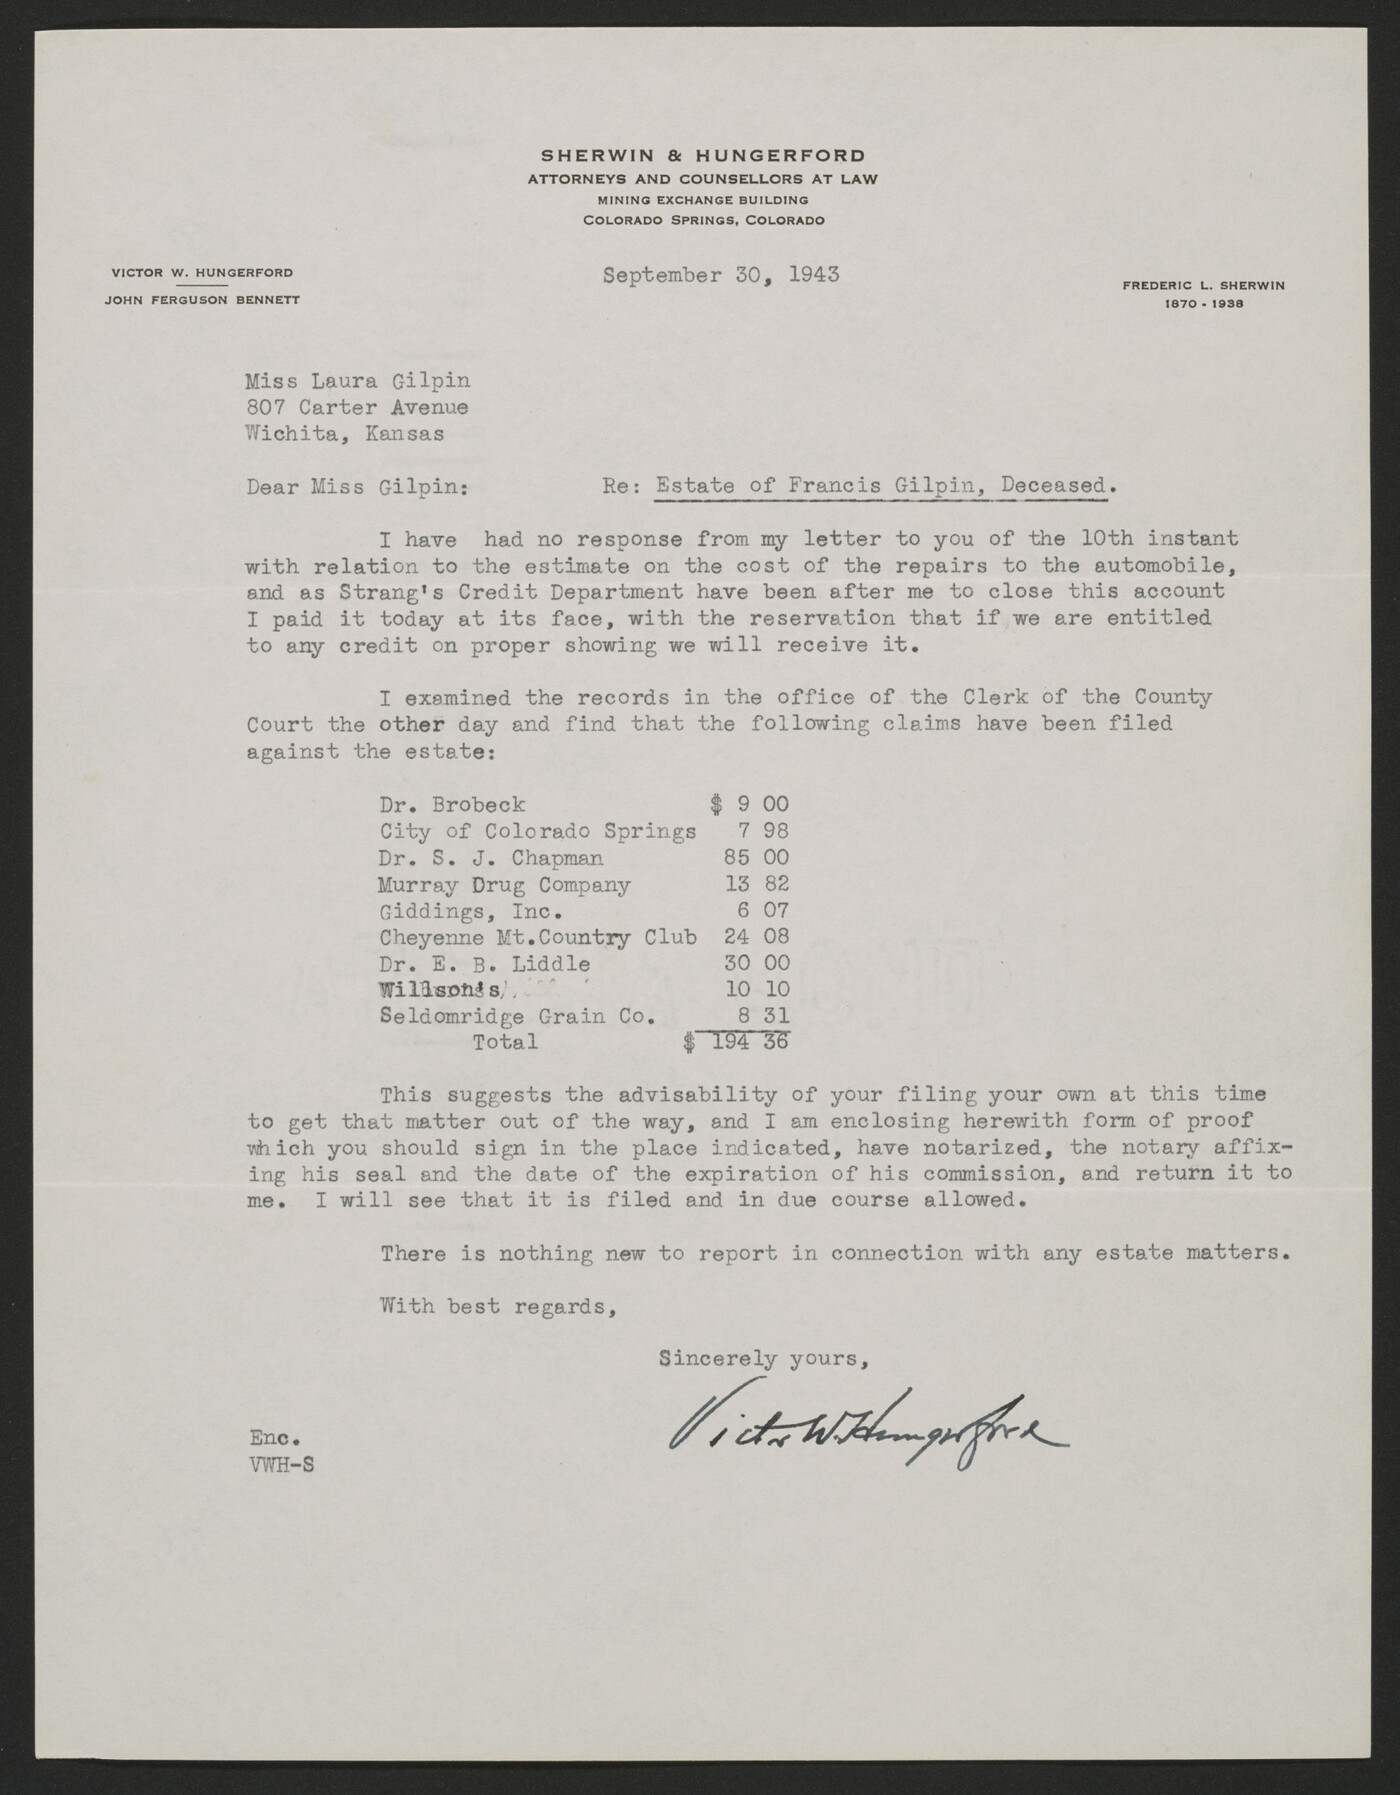 SHERWIN & HUNGERFORD
ATTORNEYS AND COUNSELLORS AT LAW
MINING EXCHANGE BUILDING
COLORADO SPRINGS, COLORADO
VICTOR W. HUNGERFORD
JOHN FERGUSON BENNETT
September 30, 1943
FREDERIC L. SHERWIN
1870 - 1938
Miss Laura Gilpin
807 Carter Avenue
Wichita, Kansas
Dear Miss Gilpin: Re: Estate of Francis Gilpin, Deceased.
I have had no response from my letter to you of the 10th instant
with relation to the estimate on the cost of the repairs to the automobile,
and as Strang's Credit Department have been after me to close this account
I paid it today at its face, with the reservation that if we are entitled
to any credit on proper showing we will receive it.
I examined the records in the office of the Clerk of the County
Court the other day and find that the following claims have been filed
against the estate:
Dr. Brobeck $ 9 00
City of Colorado Springs 7 98
Dr. S. J. Chapman 85 00
Murray Drug Company 13 82
Giddings, Inc. 6 07
Cheyenne Mt.Country Club 24 08
Dr. E. B. Liddle 30 00
Willson's 10 10
Seldomridge Grain Co. 8 31
Total $ 194 36
This suggests the advisability of your filing your own at this time
to get that matter out of the way, and I am enclosing herewith form of proof
which you should sign in the place indicated, have notarized, the notary affix-
ing his seal and the date of the expiration of his commission, and return it to
me. I will see that it is filed and in due course allowed.
There is nothing new to report in connection with any estate matters.
With best regards,
Sincerely yours,
Victor W. Hungerford
Enc.
VWH-S